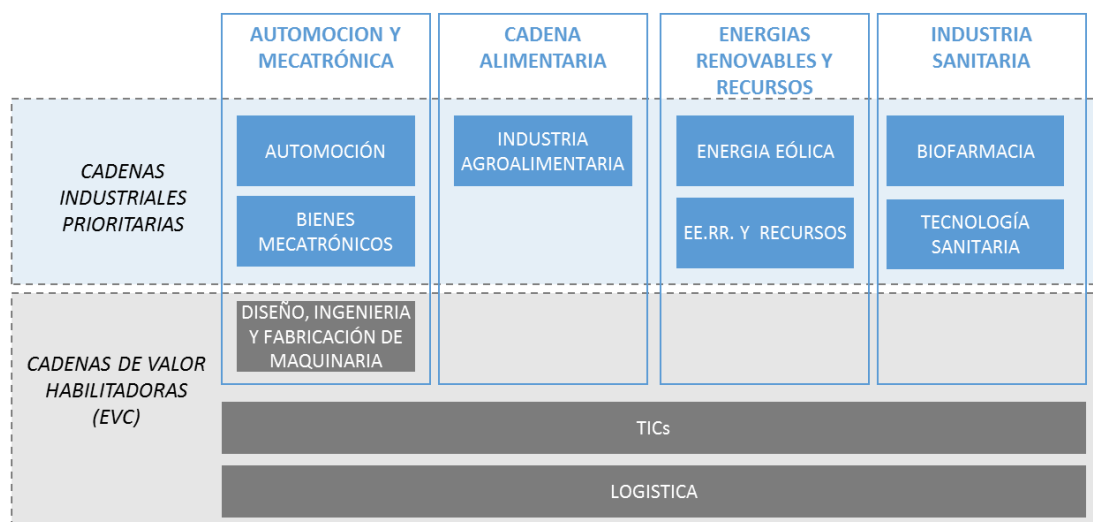 AUTOMOCION Y
MECATRÓNICA
CADENA
ALIMENTARIA
ENERGIAS
RENOVABLES Y
RECURSOS
INDUSTRIA
SANITARIA
CADENAS
INDUSTRIALES
PRIORITARIAS
AUTOMOCIÓN
INDUSTRIA
AGROALIMENTARIA
ENERGIA EÓLICA
BIOFARMACIA
BIENES
MECATRÓNICOS
EE.RR. Y RECURSOS
TECNOLOGÍA
SANITARIA
CADENAS DE VALOR
HABILITADORAS
(EVC)
DISEÑO, INGENIERIA
Y FABRICACIÓN DE
MAQUINARIA
TICs
LOGISTICA